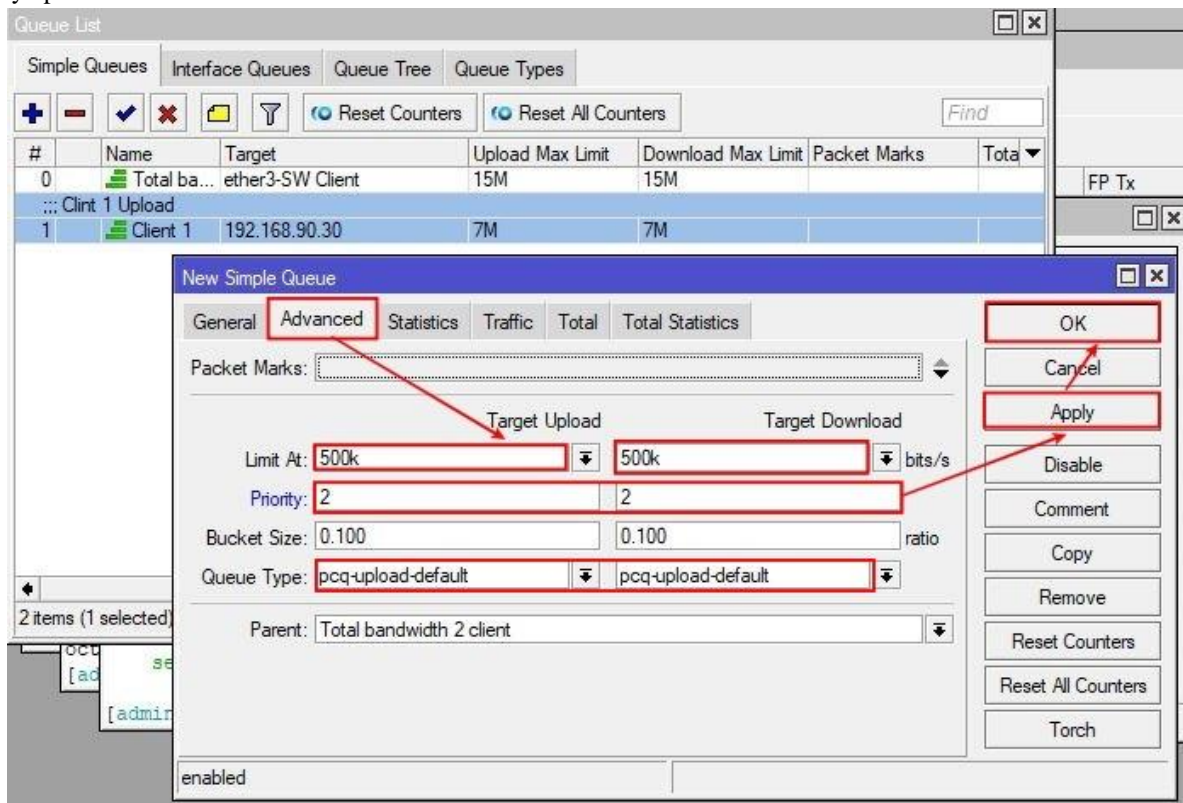 Queue List
Simple Queues Interface Queues Queue Tree Queue Types
Reset Counters Reset All Counters Find
# Name Target Upload Max Limit Download Max Limit Packet Marks Tota
0 Total ba... ether3-SW Client 15M 15M
FP Tx
;;; Clint 1 Upload
1 Client 1 192.168.90.30 7M 7M
New Simple Queue
General Advanced Statistics Traffic Total Total Statistics
OK
Packet Marks:
Cancel
Target Upload Target Download
Apply
Limit At: 500k 500k bits/s
Disable
Priority: 2 2
Comment
Bucket Size: 0.100 0.100 ratio
Copy
Queue Type: pcq-upload-default pcq-upload-default
Remove
2 items (1 selected)
Parent: Total bandwidth 2 client
Reset Counters
se
[ad
Reset All Counters
[admin
Torch
enabled